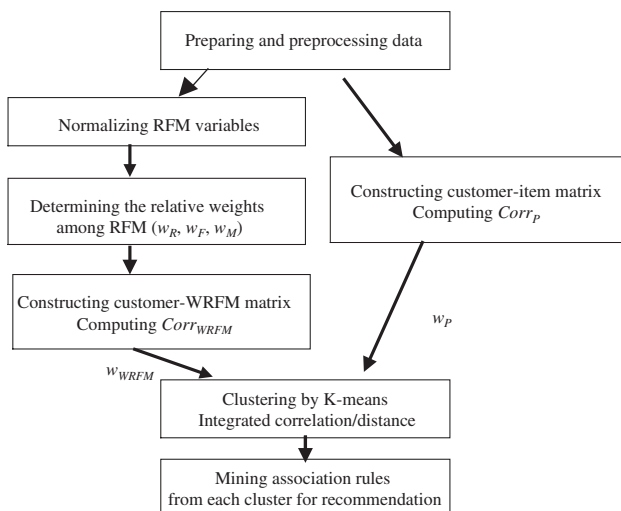 Preparing and preprocessing data
Normalizing RFM variables
Determining the relative weights
among RFM (w_R, w_F, w_M)
Constructing customer-item matrix
Computing Corr_P
Constructing customer-WRFM matrix
Computing Corr_WRFM
w_P
w_WRFM
Clustering by K-means
Integrated correlation/distance
Mining association rules
from each cluster for recommendation